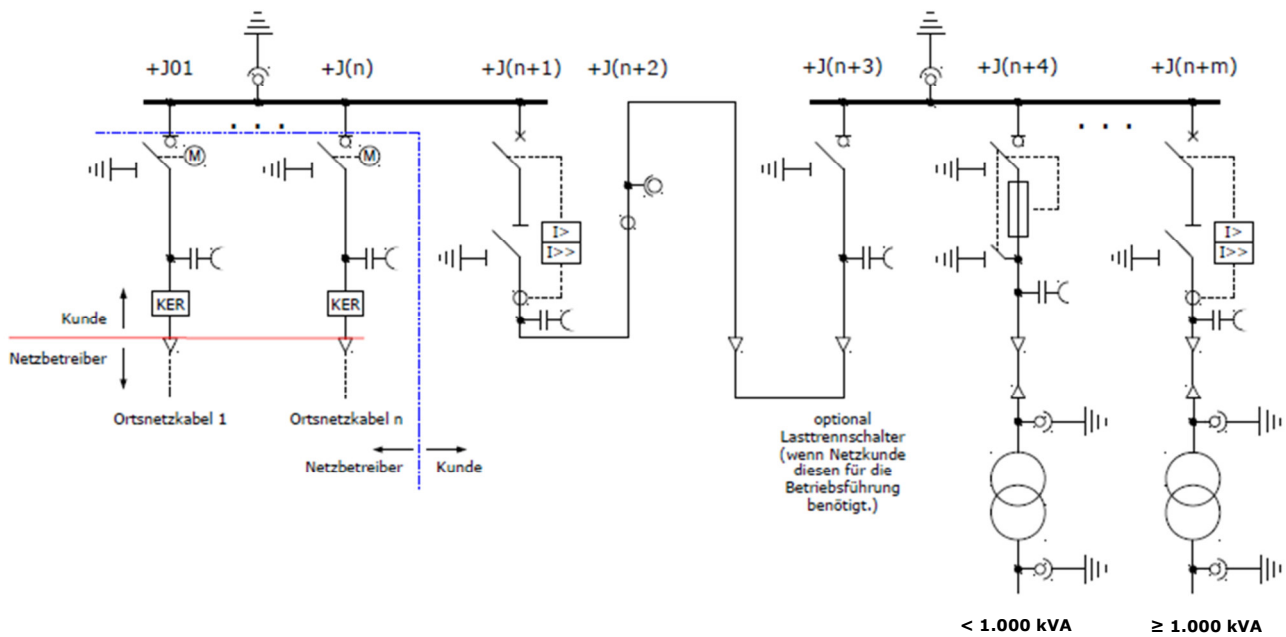 +J01
+J(n)
+J(n+1)
+J(n+2)
+J(n+3)
+J(n+4)
+J(n+m)
. . .
. . .
M
M
I>
I>>
I>
I>>
KER
KER
Kunde
Netzbetreiber
Ortsnetzkabel 1
Ortsnetzkabel n
Netzbetreiber
Kunde
optional
Lasttrennschalter
(wenn Netzkunde
diesen für die
Betriebsführung
benötigt.)
< 1.000 kVA
≥ 1.000 kVA